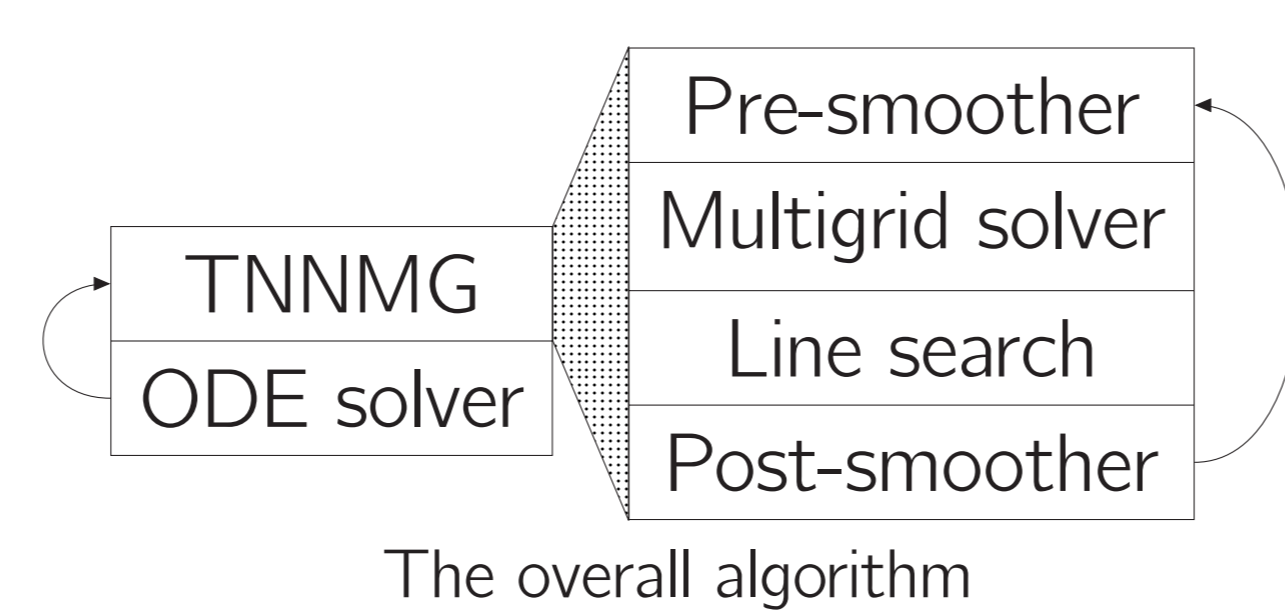 TNNMG
ODE solver
Pre-smoother
Multigrid solver
Line search
Post-smoother
The overall algorithm